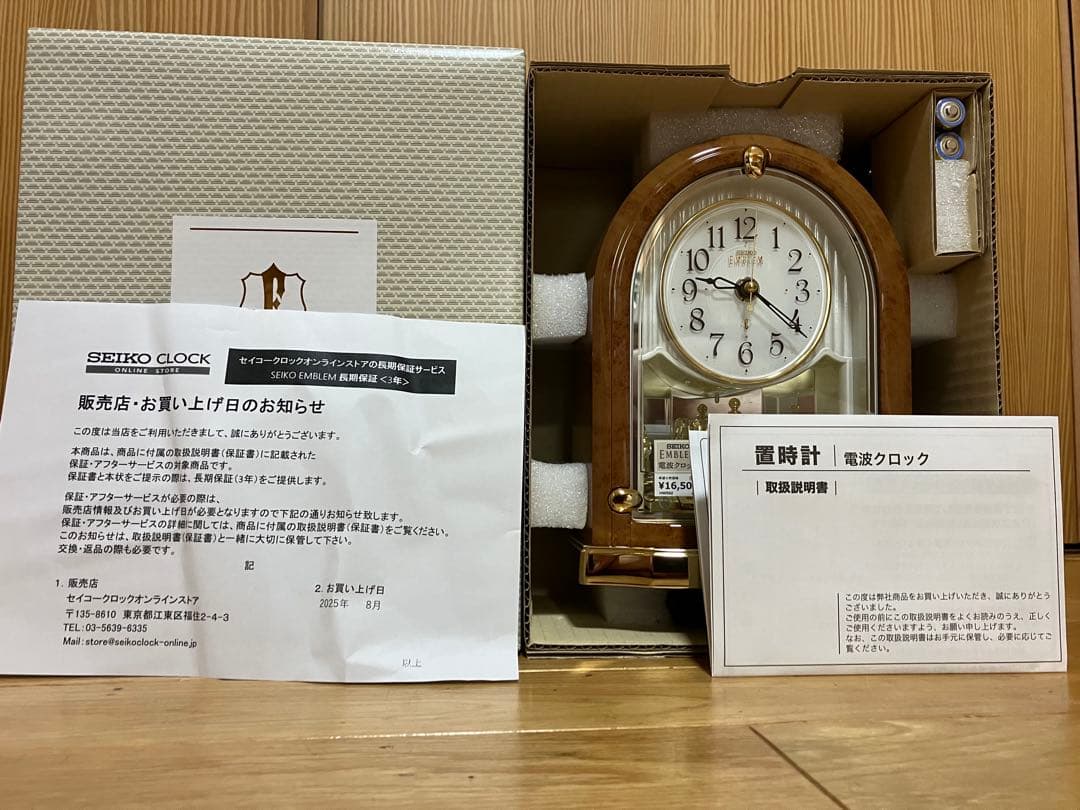 SEIKO CLOCK
ONLINE STORE
セイコークロックオンラインストアの長期保証サービス
SEIKO EMBLEM 長期保証 <3年>
販売店・お買い上げ日のお知らせ
この度は当店をご利用いただきまして、誠にありがとうございます。
本商品は、商品に付属の取扱説明書(保証書)に記載された
保証・アフターサービスの対象商品です。
保証書と本状をご提示の際は、長期保証(3年)をご提供します。
保証・アフターサービスが必要の際は、
販売店情報及びお買い上げ日が必要となりますので下記の通りお知らせ致します。
保証・アフターサービスの詳細に関しては、商品に付属の取扱説明書(保証書)をご覧ください。
このお知らせは、取扱説明書(保証書)と一緒に大切に保管して下さい。
交換・返品の際も必要です。
記
1. 販売店
セイコークロックオンラインストア
〒135-8610 東京都江東区福住2-4-3
TEL:03-5639-6335
Mail:store@seikoclock-online.jp
2. お買い上げ日
2025年 8月
以上
12
1
2
3
4
5
6
7
8
9
10
11
SEIKO
EMBLEM
SEIKO
EMBLE
電波クロッ
¥16,50
置時計 電波クロック
取扱説明書
この度は弊社商品をお買い上げいただき、誠にありがとう
ございました。
ご使用の前にこの取扱説明書をよくお読みのうえ、正しく
ご使用くださいますよう、お願い申し上げます。
なお、この取扱説明書はお手元に保管し、必要に応じてご
覧ください。